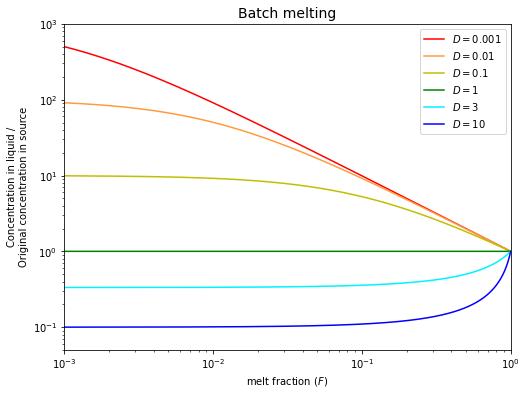 Batch melting
Concentration in liquid /
Original concentration in source
10³
10²
10¹
10⁰
10⁻¹
D = 0.001
D = 0.01
D = 0.1
D = 1
D = 3
D = 10
10⁻³
10⁻²
10⁻¹
10⁰
melt fraction (F)